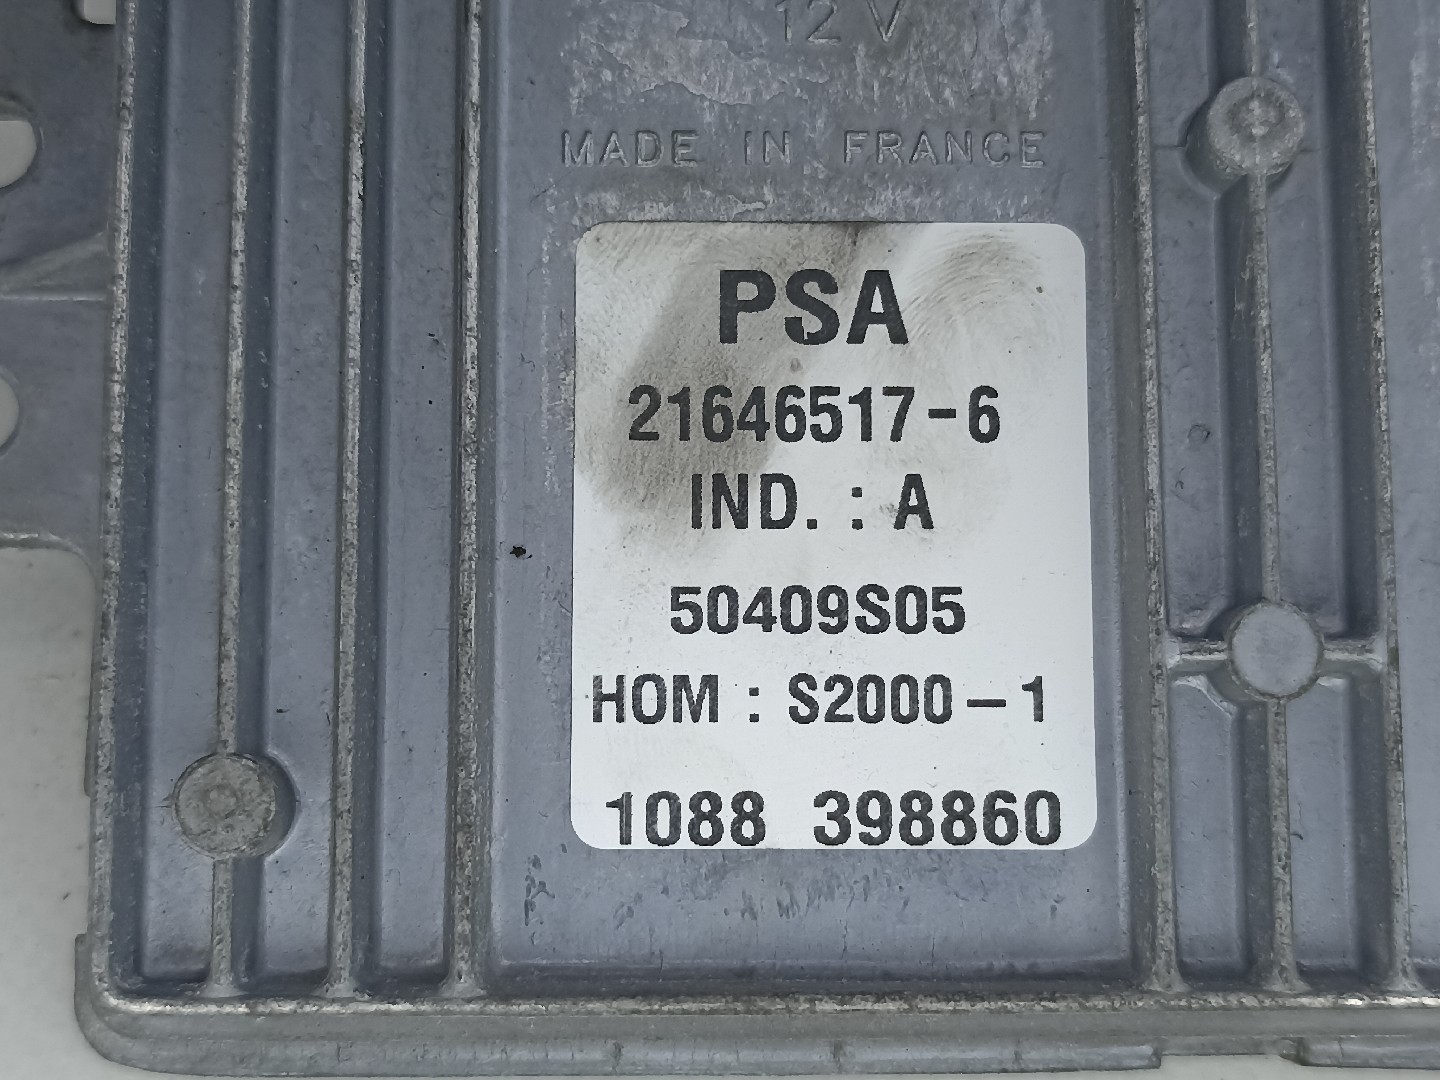 12 V
MADE IN FRANCE
PSA
21646517-6
IND. : A
50409S05
HOM : S2000-1
1088 398860